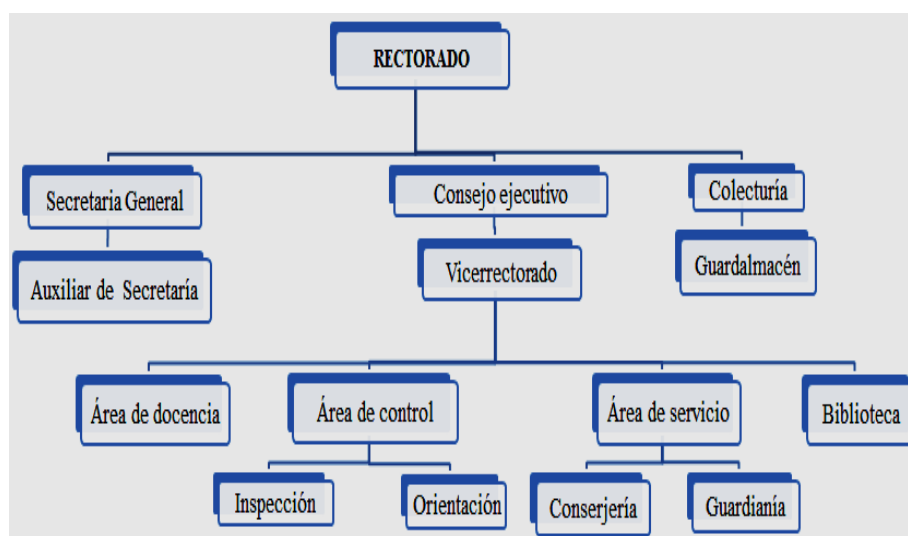 RECTORADO
Secretaria General
Consejo ejecutivo
Colecturía
Auxiliar de Secretaría
Vicerrectorado
Guardalmacén
Área de docencia
Área de control
Área de servicio
Biblioteca
Inspección
Orientación
Conserjería
Guardianía